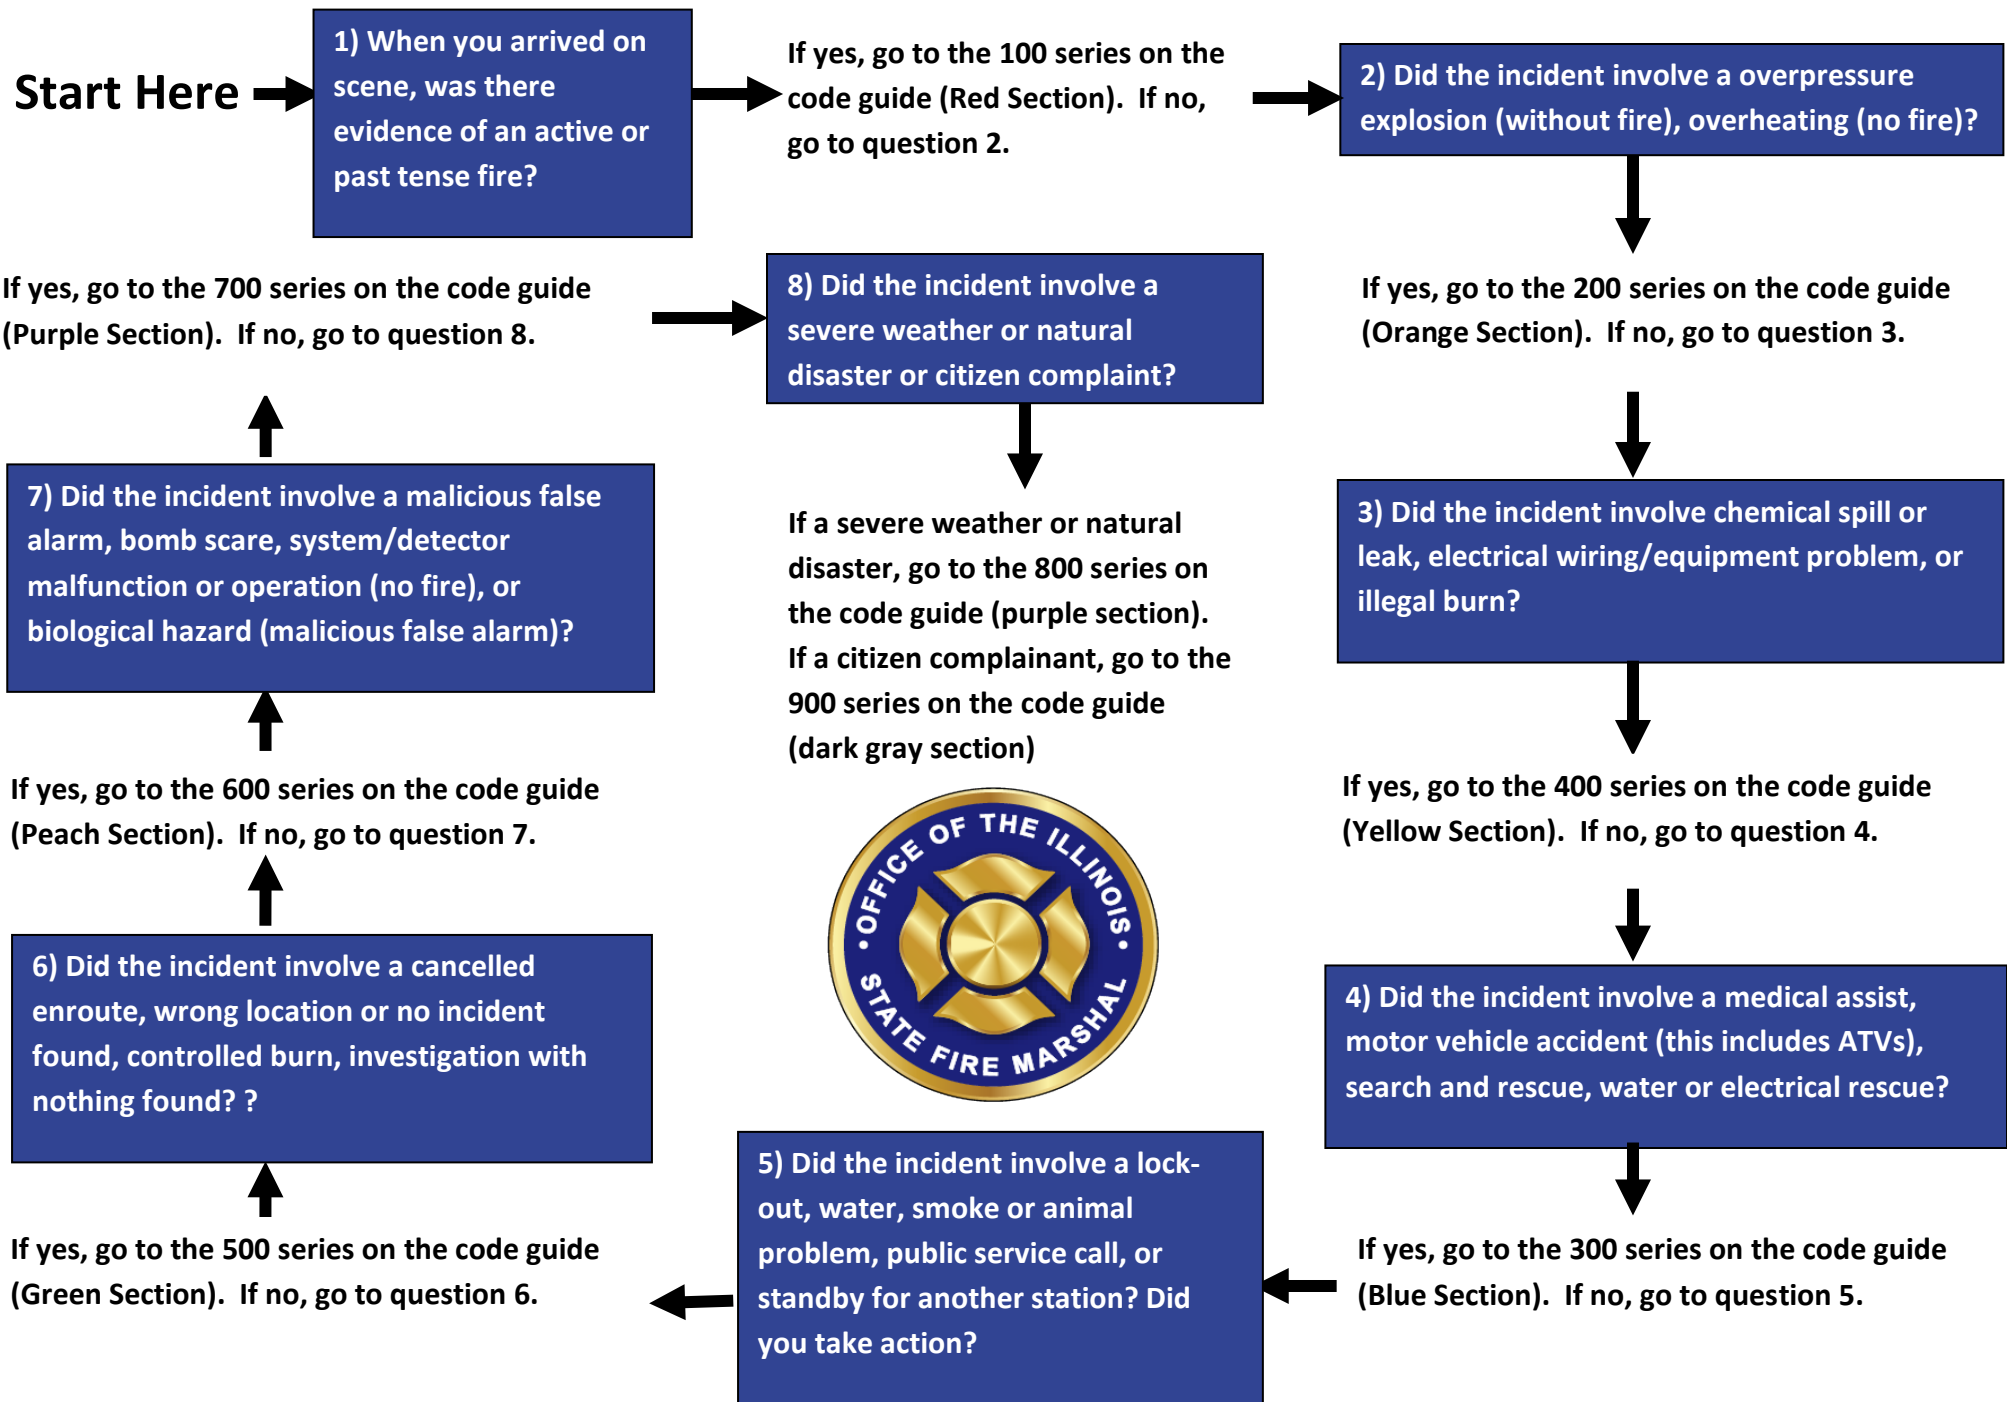 Start Here
1) When you arrived on
scene, was there
evidence of an active or
past tense fire?
If yes, go to the 100 series on the
code guide (Red Section).  If no,
go to question 2.
2) Did the incident involve a overpressure
explosion (without fire), overheating (no fire)?
If yes, go to the 200 series on the code guide
(Orange Section).  If no, go to question 3.
3) Did the incident involve chemical spill or
leak, electrical wiring/equipment problem, or
illegal burn?
If yes, go to the 400 series on the code guide
(Yellow Section).  If no, go to question 4.
4) Did the incident involve a medical assist,
motor vehicle accident (this includes ATVs),
search and rescue, water or electrical rescue?
If yes, go to the 300 series on the code guide
(Blue Section).  If no, go to question 5.
5) Did the incident involve a lock-
out, water, smoke or animal
problem, public service call, or
standby for another station? Did
you take action?
If yes, go to the 500 series on the code guide
(Green Section).  If no, go to question 6.
6) Did the incident involve a cancelled
enroute, wrong location or no incident
found, controlled burn, investigation with
nothing found? ?
If yes, go to the 600 series on the code guide
(Peach Section).  If no, go to question 7.
7) Did the incident involve a malicious false
alarm, bomb scare, system/detector
malfunction or operation (no fire), or
biological hazard (malicious false alarm)?
If yes, go to the 700 series on the code guide
(Purple Section).  If no, go to question 8.
8) Did the incident involve a
severe weather or natural
disaster or citizen complaint?
If a severe weather or natural
disaster, go to the 800 series on
the code guide (purple section).
If a citizen complainant, go to the
900 series on the code guide
(dark gray section)
• OFFICE OF THE ILLINOIS •
STATE FIRE MARSHAL